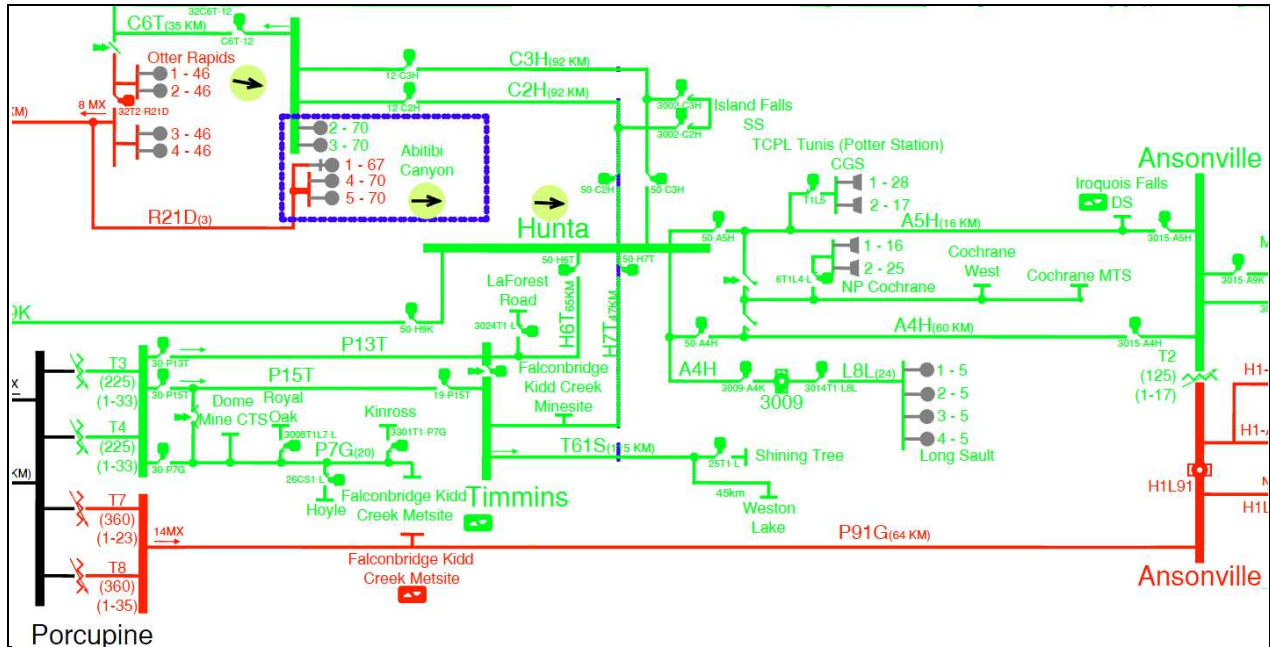 32C6T-12
C6T(35 KM)
C6T-12
Otter Rapids
1 - 46
2 - 46
8 MX
32T2-R21D
KM)
3 - 46
4 - 46
R21D(3)
C3H(92 KM)
12-C3H
C2H(92 KM)
12-C2H
2 - 70
3 - 70
Abitibi
Canyon
1 - 67
4 - 70
5 - 70
3002-C3H
3002-C2H
Island Falls
SS
50-C2H
50-C3H
Hunta
TCPL Tunis (Potter Station)
CGS
1 - 28
2 - 17
T1L5
Ansonville
Iroquois Falls
DS
50-A5H
A5H(16 KM)
3015-A5H
1 - 16
2 - 25
6T1L4-L
NP Cochrane
Cochrane
West
Cochrane MTS
3015-A9K
50-A4H
A4H(60 KM)
3015-A4H
9K
50-H9K
50-H6T
50-H7T
LaForest
Road
3024T1-L
H6T65KM)
H7T47KM)
P13T
30-P13T
T3
(225)
(1-33)
P15T
30-P15T
19-P15T
Royal
Oak
Dome
Mine CTS
Kinross
3008T1L7-L
3301T1-P7G
T4
(225)
(1-33)
30-P7G
P7G(20)
26CS1-L
Hoyle
Falconbridge Kidd
Creek Metsite
Falconbridge
Kidd Creek
Minesite
Timmins
A4H
3009-A4K
3009
3014T1-L8L
L8L(24)
1 - 5
2 - 5
3 - 5
4 - 5
Long Sault
T2
(125)
(1-17)
T61S(115 KM)
25T1-L
Shining Tree
45km
Weston
Lake
H1-
H1-A
H1L91
H1L
T7
(360)
(1-23)
14MX
P91G(64 KM)
T8
(360)
(1-35)
Falconbridge Kidd
Creek Metsite
Ansonville
Porcupine